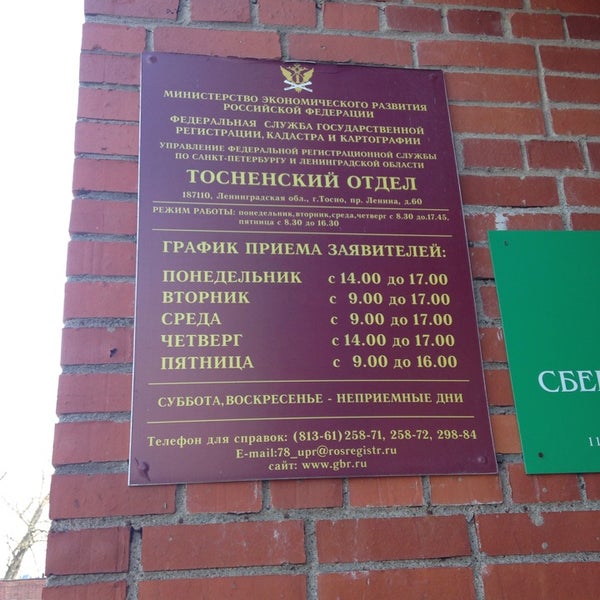 МИНИСТЕРСТВО ЭКОНОМИЧЕСКОГО РАЗВИТИЯ
РОССИЙСКОЙ ФЕДЕРАЦИИ
ФЕДЕРАЛЬНАЯ СЛУЖБА ГОСУДАРСТВЕННОЙ
РЕГИСТРАЦИИ, КАДАСТРА И КАРТОГРАФИИ
УПРАВЛЕНИЕ ФЕДЕРАЛЬНОЙ РЕГИСТРАЦИОННОЙ СЛУЖБЫ
ПО САНКТ-ПЕТЕРБУРГУ И ЛЕНИНГРАДСКОЙ ОБЛАСТИ
ТОСНЕНСКИЙ ОТДЕЛ
187110, Ленинградская обл., г.Тосно, пр. Ленина, д.60
РЕЖИМ РАБОТЫ: понедельник,вторник,среда,четверг с 8.30 до.17.45,
пятница с 8.30 до 16.30
ГРАФИК ПРИЕМА ЗАЯВИТЕЛЕЙ:
ПОНЕДЕЛЬНИК с 14.00 до 17.00
ВТОРНИК с 9.00 до 17.00
СРЕДА с 9.00 до 17.00
ЧЕТВЕРГ с 14.00 до 17.00
ПЯТНИЦА с 9.00 до 16.00
СУББОТА, ВОСКРЕСЕНЬЕ - НЕПРИЕМНЫЕ ДНИ
Телефон для справок: (813-61) 258-71, 258-72, 298-84
E-mail:78_upr@rosregistr.ru
сайт: www.gbr.ru
СБЕ
11